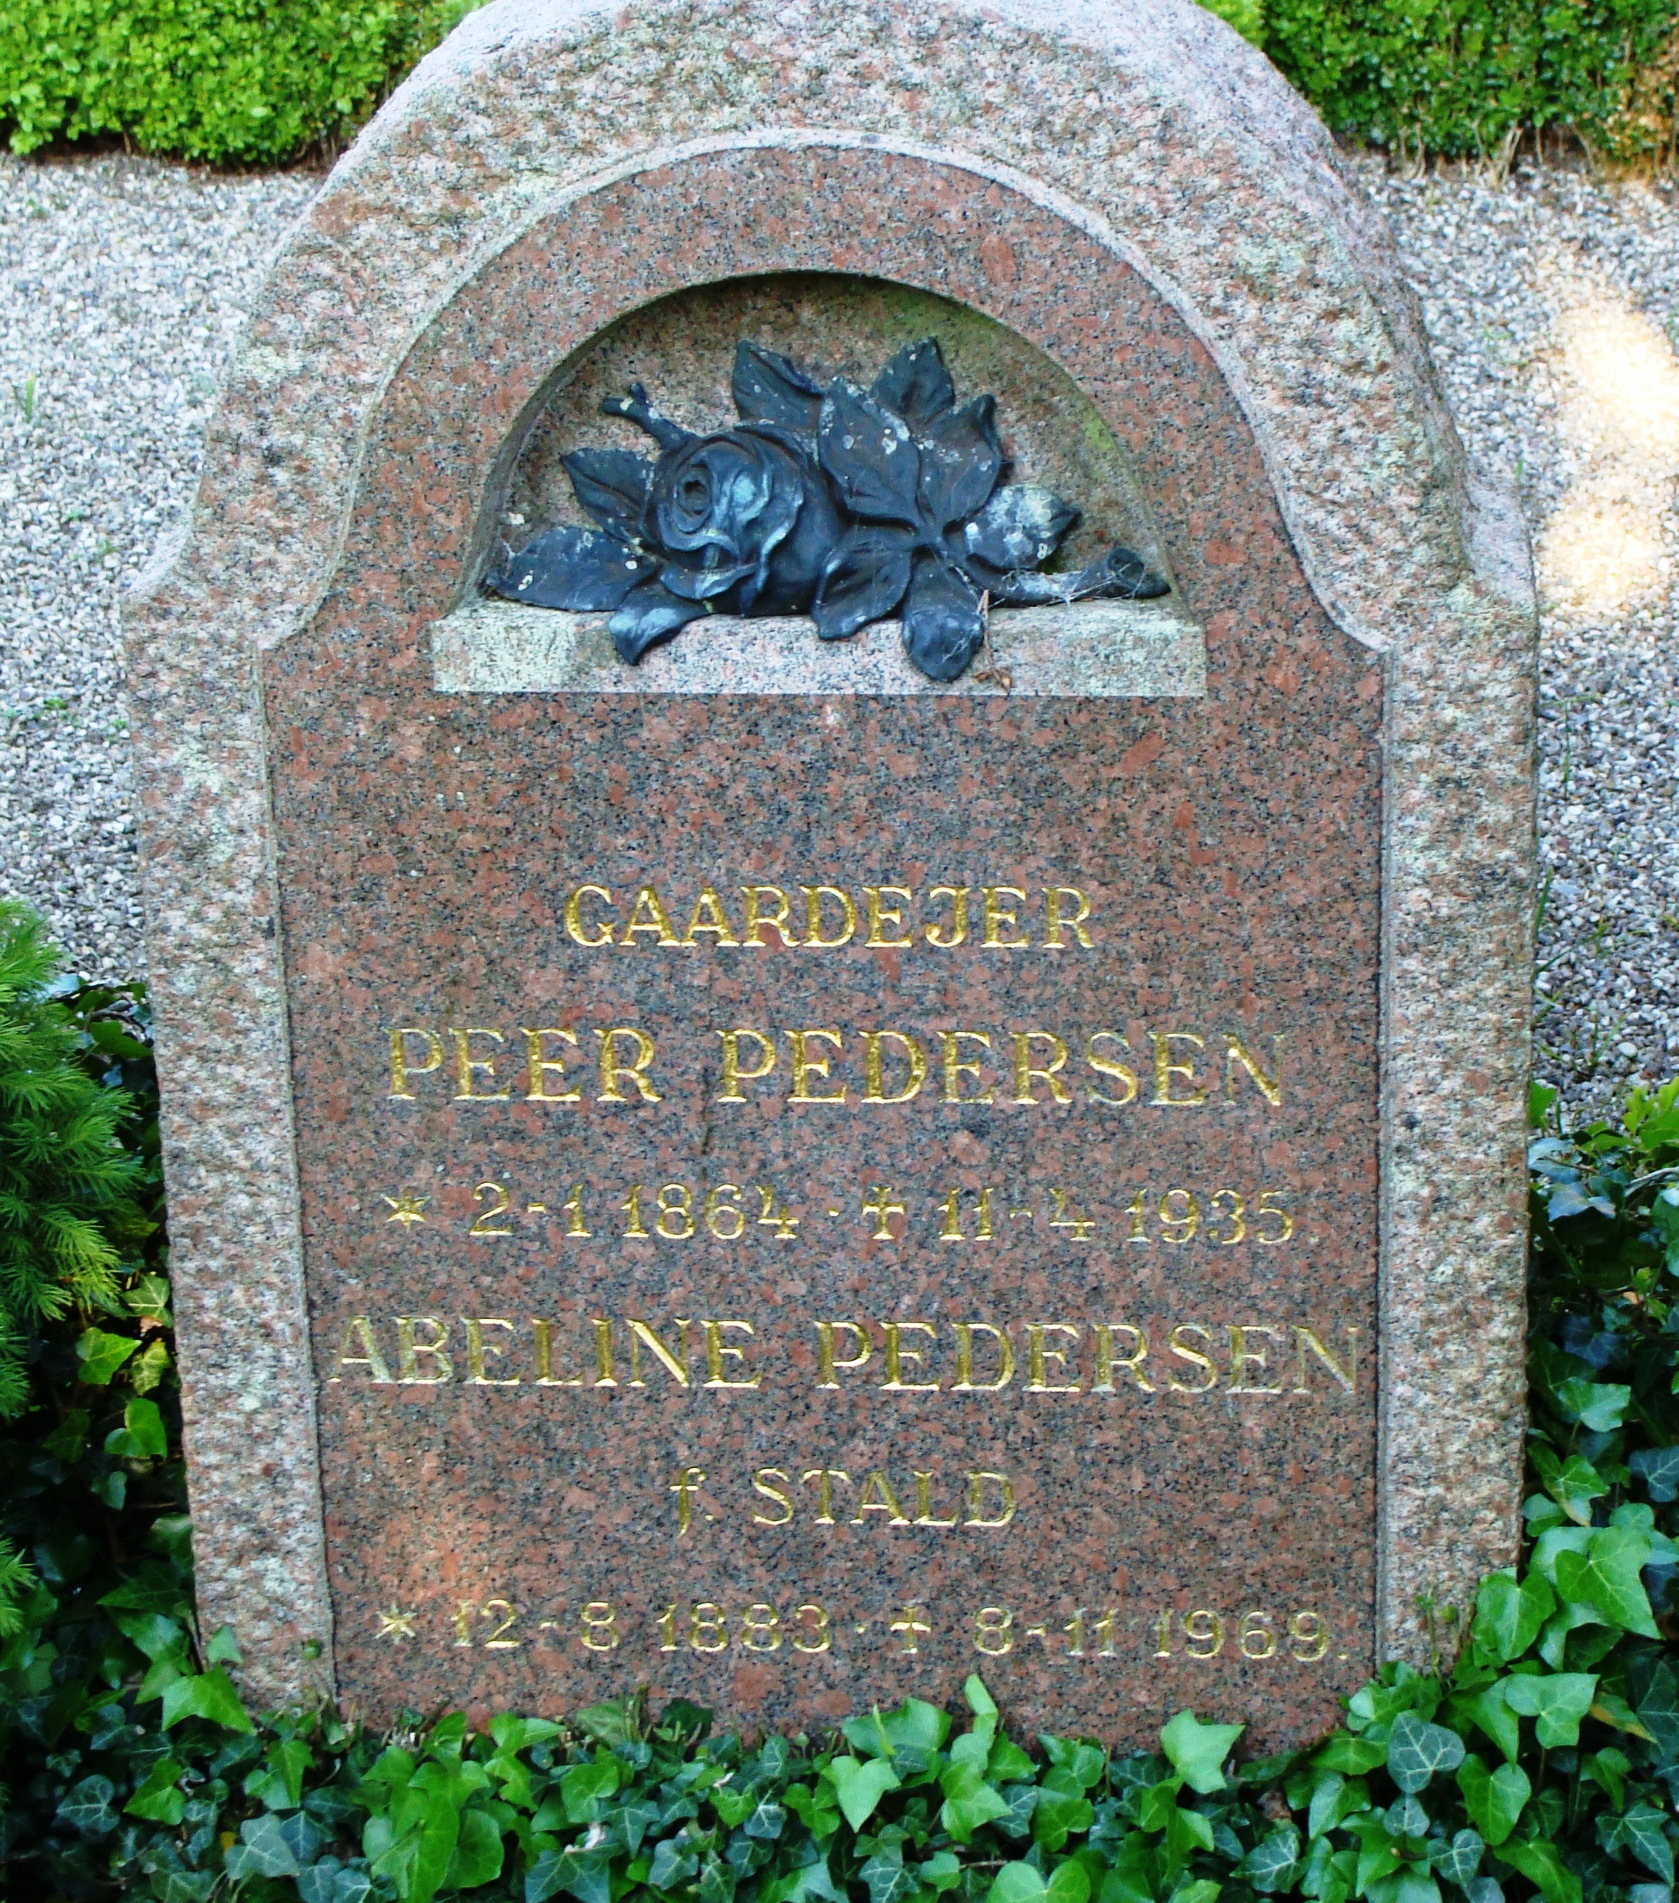 GAARDEJER
PEER PEDERSEN
* 2-1 1864 · ✝ 11-4 1935.
ABELINE PEDERSEN
f. STALD
* 12-8 1883 · ✝ 8-11 1969.